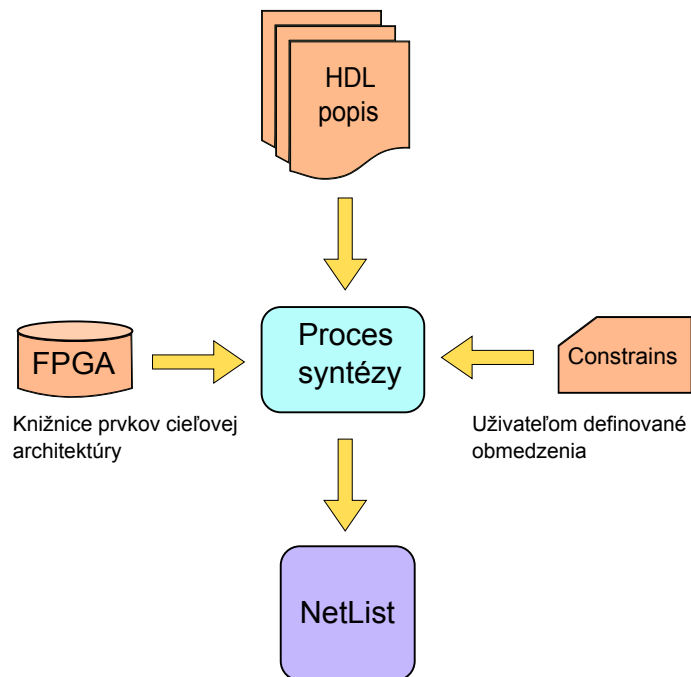 HDL
popis
Proces
syntézy
FPGA
Constrains
Knižnice prvkov cieľovej
architektúry
Uživateľom definované
obmedzenia
NetList